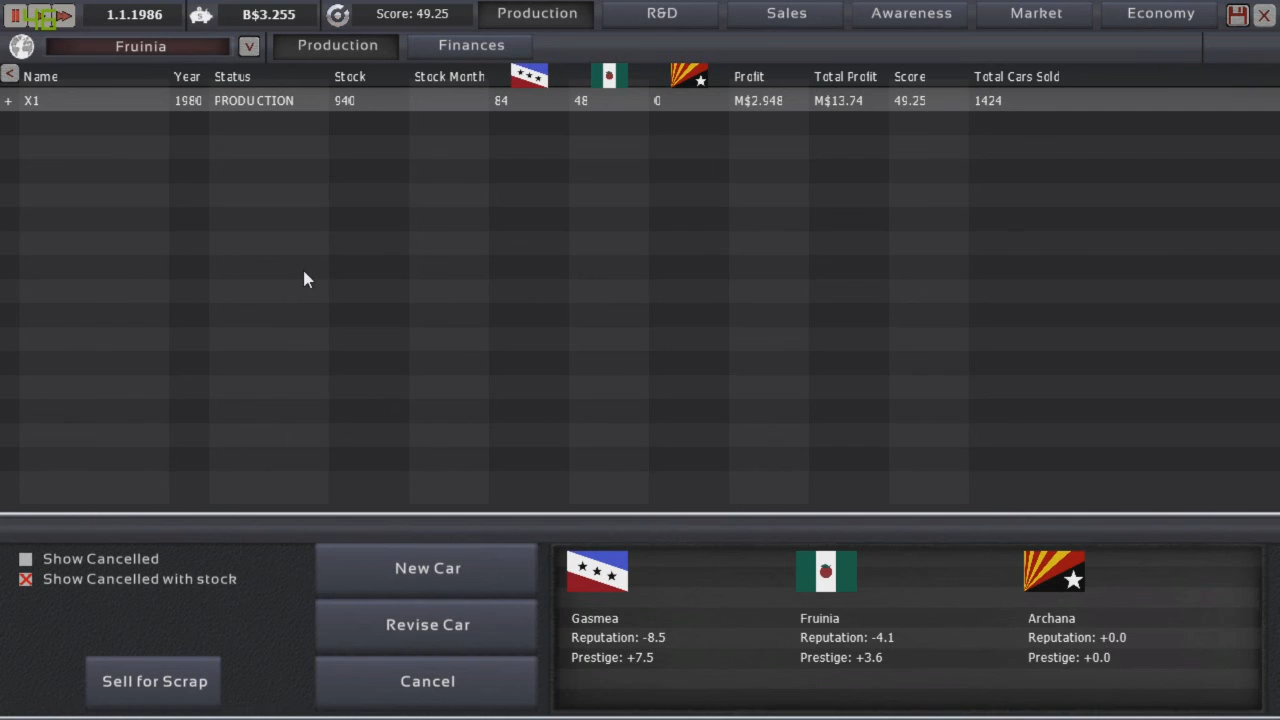 1.1.1986 B$3.255 Score: 49.25 Production R&D Sales Awareness Market Economy
Fruinia V Production Finances
< Name Year Status Stock Stock Month Profit Total Profit Score Total Cars Sold
+ X1 1980 PRODUCTION 940 84 48 0 M$2.948 M$13.74 49.25 1424
Show Cancelled
Show Cancelled with stock
Sell for Scrap
New Car
Revise Car
Cancel
Gasmea
Reputation: -8.5
Prestige: +7.5
Fruinia
Reputation: -4.1
Prestige: +3.6
Archana
Reputation: +0.0
Prestige: +0.0